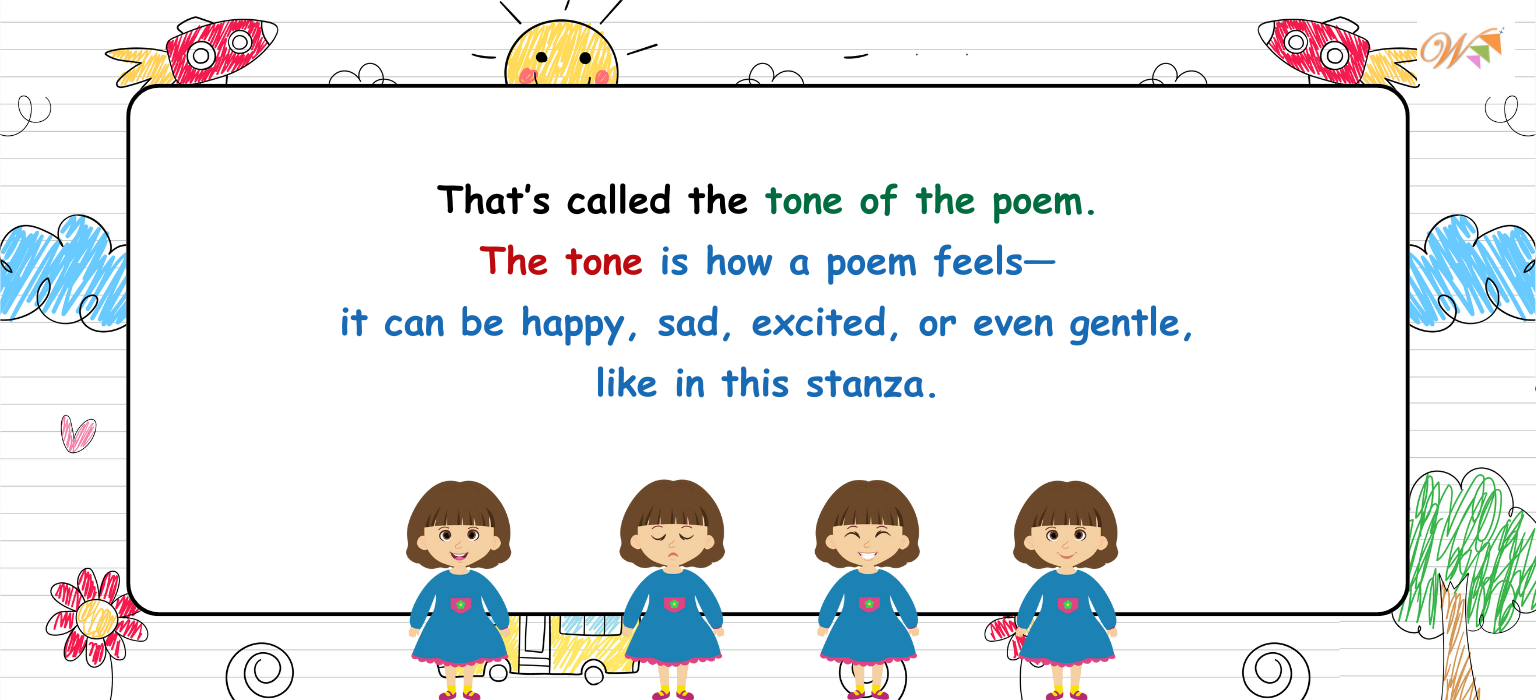 W
That's called the tone of the poem.
The tone is how a poem feels—
it can be happy, sad, excited, or even gentle,
like in this stanza.